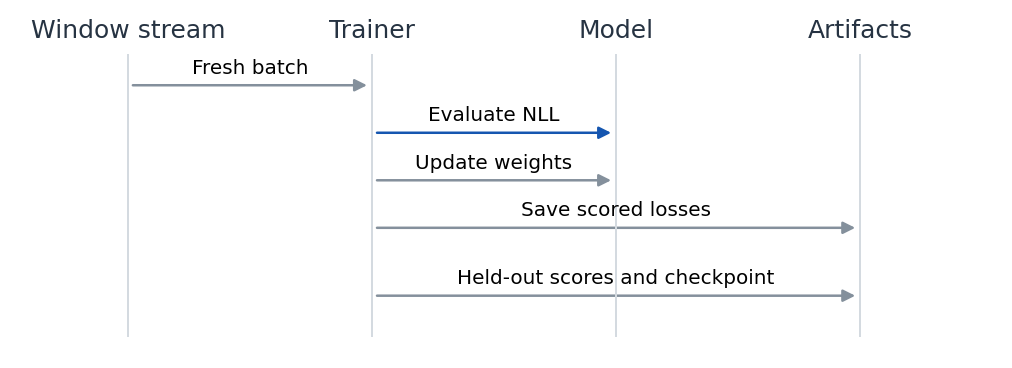 Window stream
Trainer
Model
Artifacts
Fresh batch
Evaluate NLL
Update weights
Save scored losses
Held-out scores and checkpoint